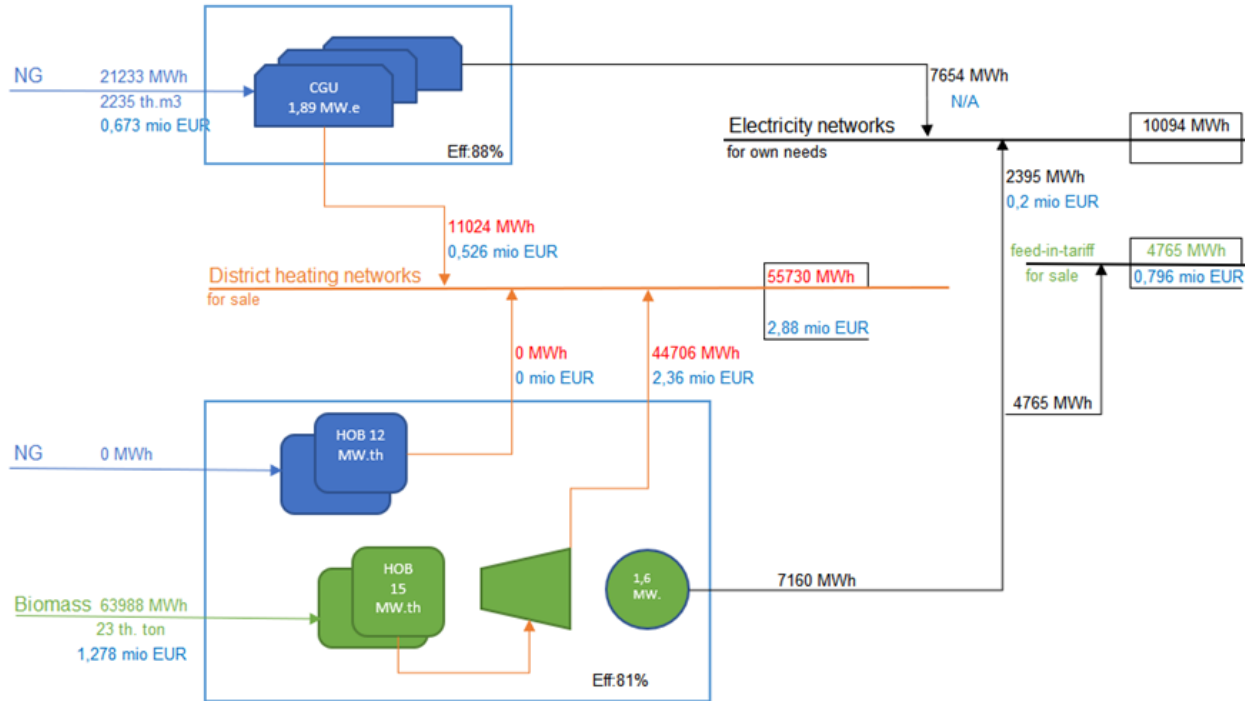 NG
21233 MWh
2235 th.m3
0,673 mio EUR
CGU
1,89 MW.e
Eff:88%
7654 MWh
N/A
Electricity networks
for own needs
10094 MWh
2395 MWh
0,2 mio EUR
11024 MWh
0,526 mio EUR
feed-in-tariff
for sale
4765 MWh
0,796 mio EUR
District heating networks
for sale
55730 MWh
2,88 mio EUR
0 MWh
0 mio EUR
44706 MWh
2,36 mio EUR
4765 MWh
NG
0 MWh
HOB 12
MW.th
Biomass
63988 MWh
23 th. ton
1,278 mio EUR
HOB
15
MW.th
1,6
MW.
7160 MWh
Eff:81%